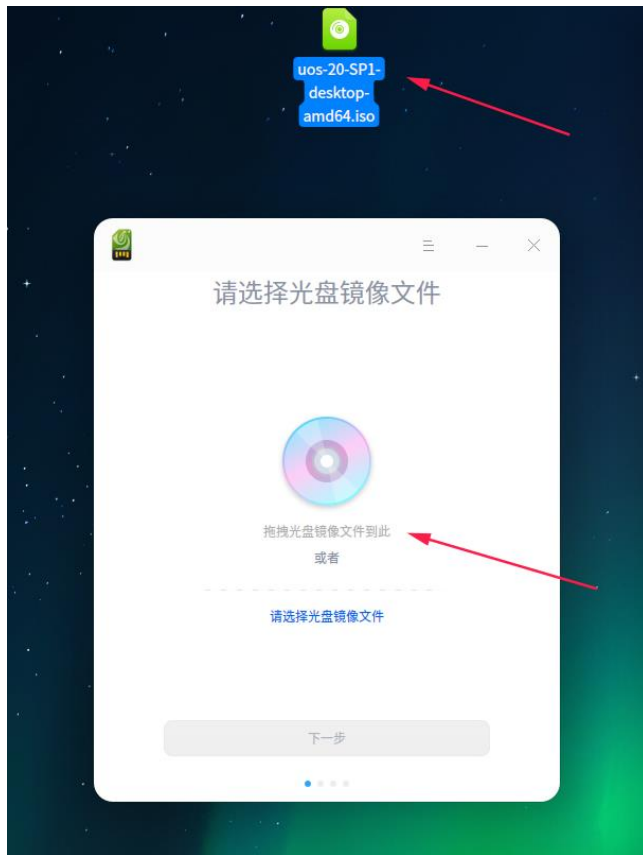 uos-20-SP1-
desktop-
amd64.iso
请选择光盘镜像文件
拖拽光盘镜像文件到此
或者
请选择光盘镜像文件
下一步